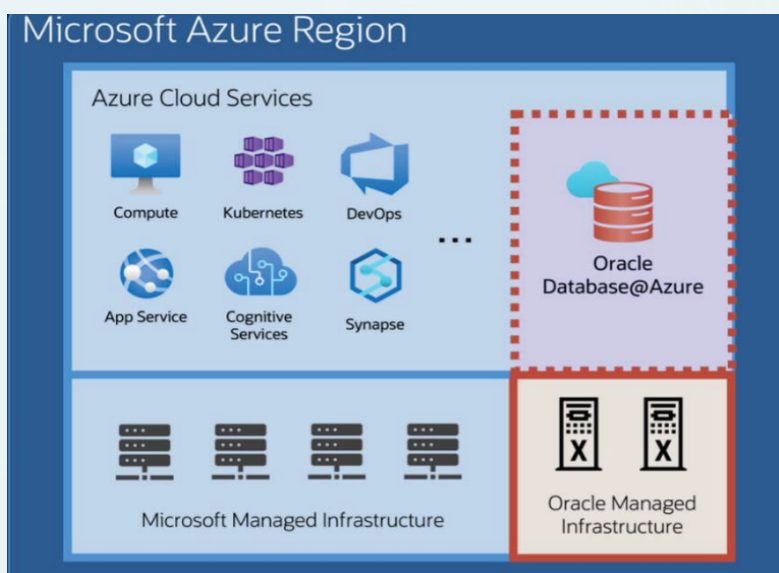 Microsoft Azure Region
Azure Cloud Services
Compute
Kubernetes
DevOps
...
App Service
Cognitive
Services
Synapse
Oracle
Database@Azure
Microsoft Managed Infrastructure
X
X
Oracle Managed
Infrastructure